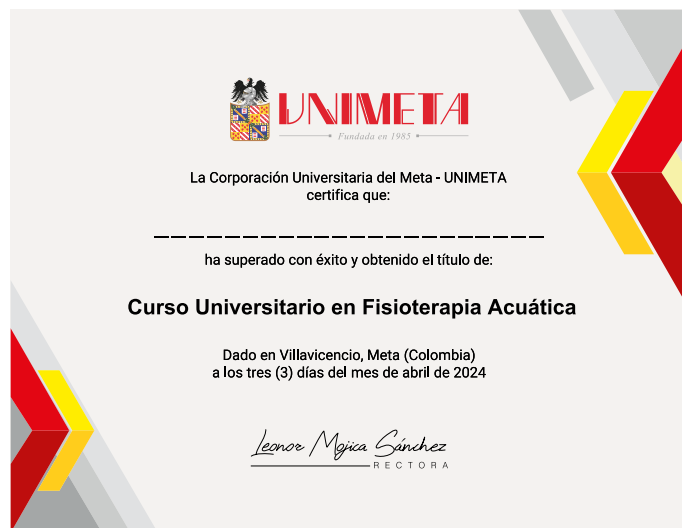 UNIMETA
Fundada en 1985
La Corporación Universitaria del Meta - UNIMETA
certifica que:
ha superado con éxito y obtenido el título de:
Curso Universitario en Fisioterapia Acuática
Dado en Villavicencio, Meta (Colombia)
a los tres (3) días del mes de abril de 2024
Leonor Mojica Sánchez
RECTORA